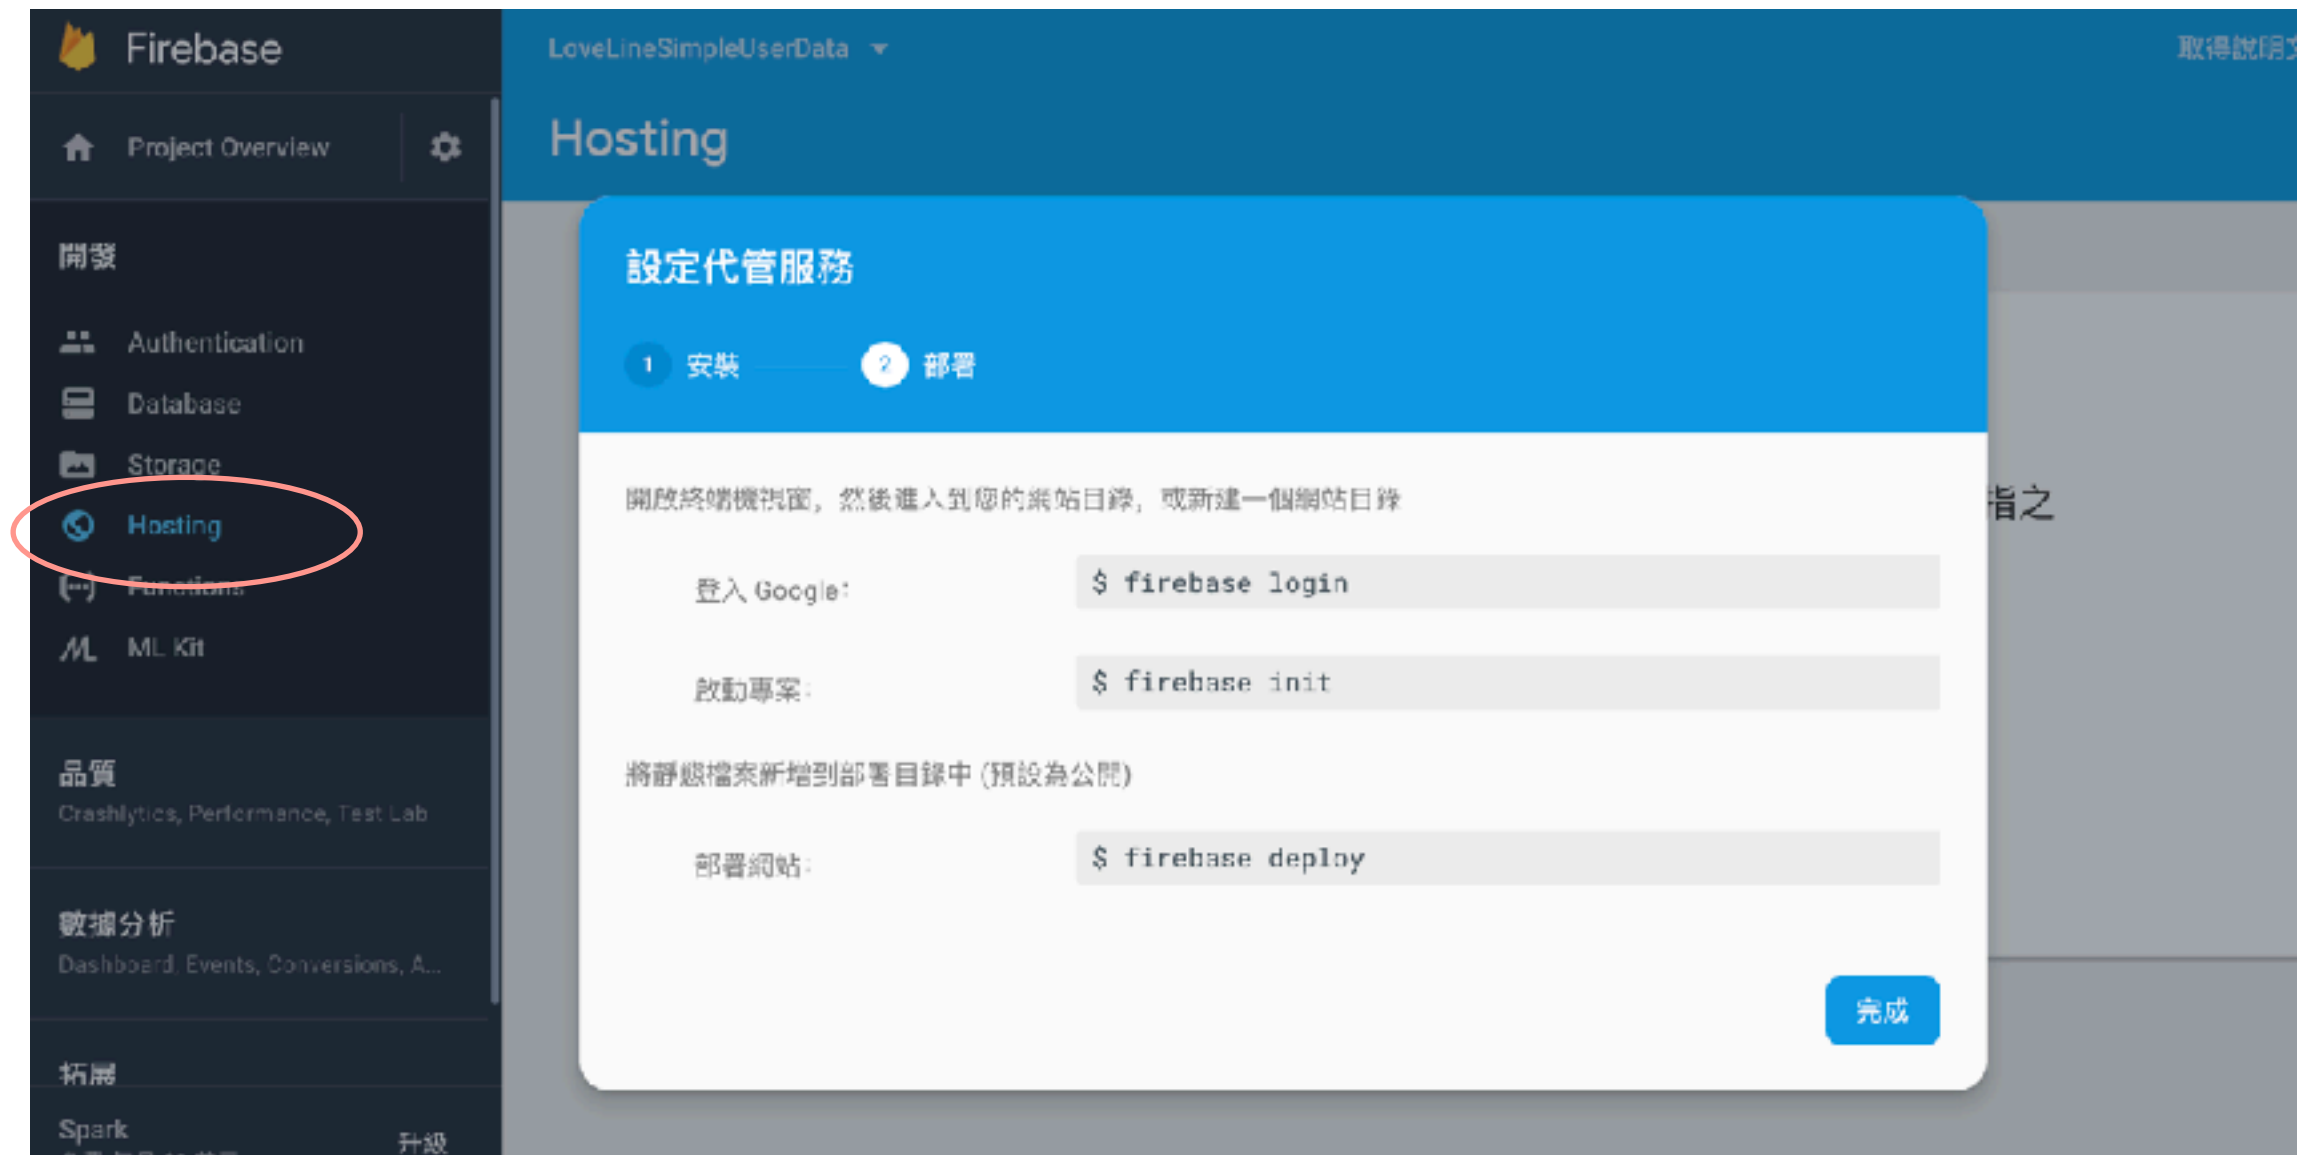 Firebase
LoveLineSimpleUserData
取得說明文
Project Overview
Hosting
開發
Authentication
Database
Storage
Hosting
Functions
ML Kit
品質
Crashlytics, Performance, Test Lab
數據分析
Dashboard, Events, Conversions, A...
拓展
Spark
升級
設定代管服務
1 安裝 2 部署
開啟終端機視窗，然後進入到您的網站目錄，或新建一個網站目錄
登入 Google：
$ firebase login
啟動專案：
$ firebase init
將靜態檔案新增到部署目錄中 (預設為公開)
部署網站：
$ firebase deploy
完成
指之